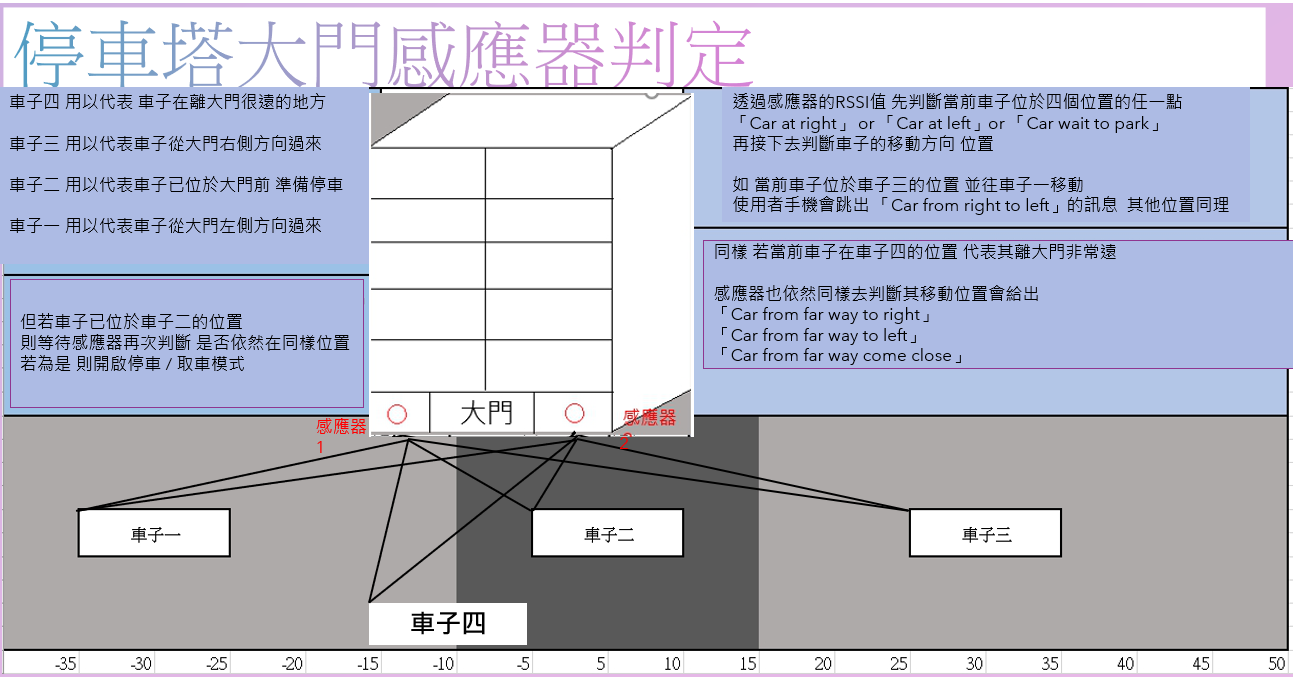 停車塔大門感應器判定
車子四 用以代表 車子在離大門很遠的地方
車子三 用以代表車子從大門右側方向過來
車子二 用以代表車子已位於大門前 準備停車
車子一 用以代表車子從大門左側方向過來
但若車子已位於車子二的位置
則等待感應器再次判斷 是否依然在同樣位置
若為是 則開啟停車 / 取車模式
透過感應器的RSSI值 先判斷當前車子位於四個位置的任一點
「Car at right」 or 「Car at left」or 「Car wait to park」
再接下去判斷車子的移動方向 位置
如 當前車子位於車子三的位置 並往車子一移動
使用者手機會跳出 「Car from right to left」的訊息 其他位置同理
同樣 若當前車子在車子四的位置 代表其離大門非常遠
感應器也依然同樣去判斷其移動位置會給出
「Car from far way to right」
「Car from far way to left」
「Car from far way come close」
大門
感應器
1
感應器
2
車子一
車子二
車子三
車子四
-35 -30 -25 -20 -15 -10 -5 5 10 15 20 25 30 35 40 45 50